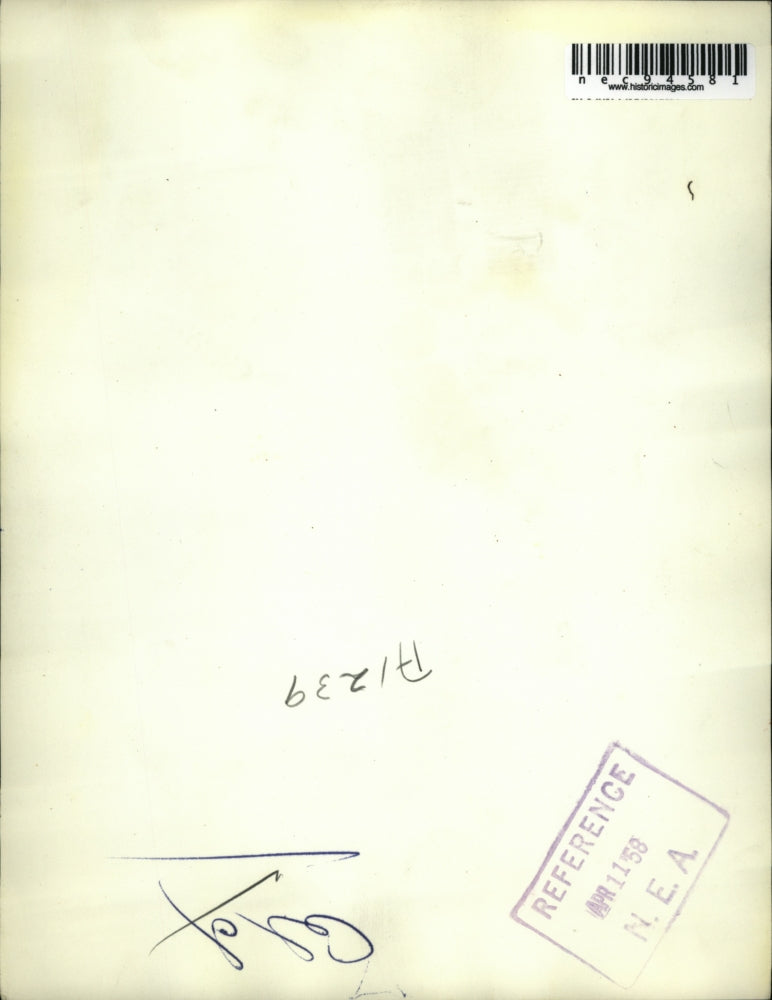 nec94581
www.historicimages.com
A1239
REFERENCE
APR 11 '58
N. E. A.